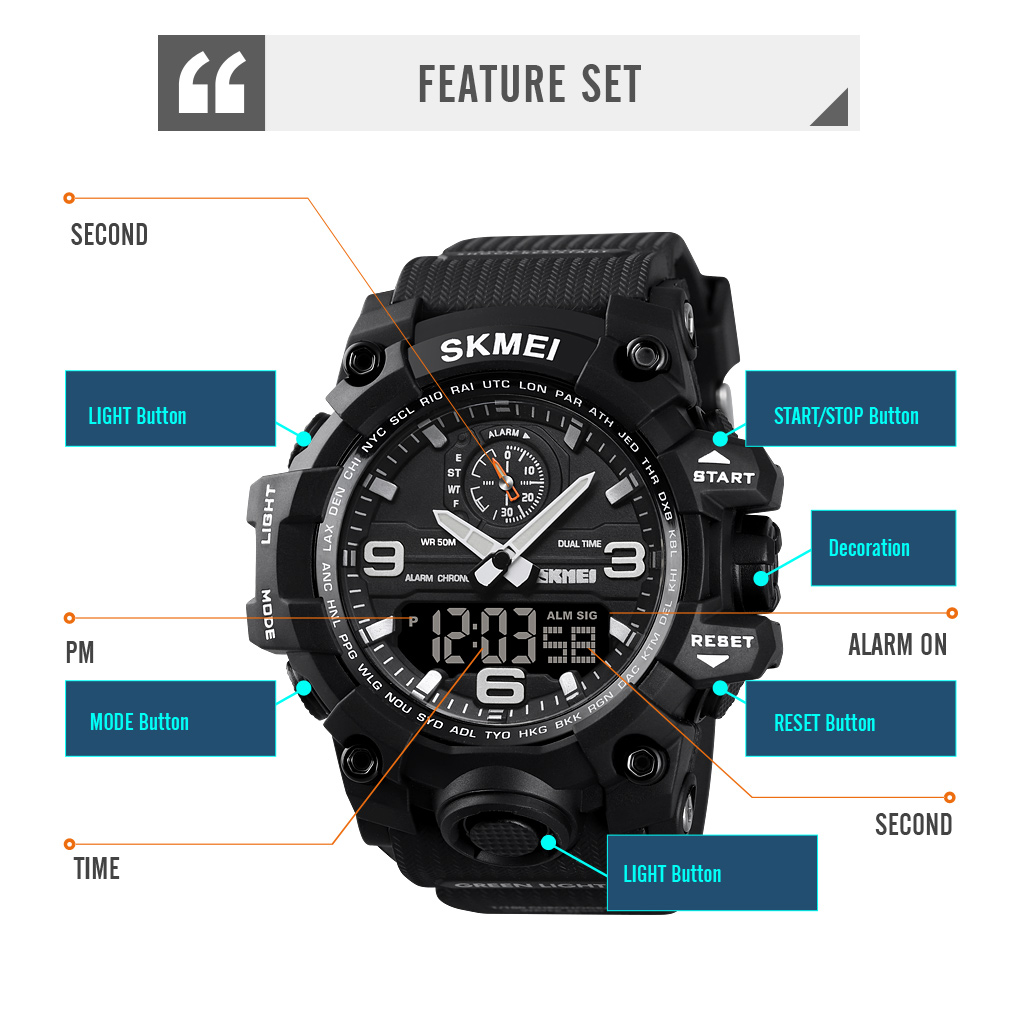 FEATURE SET
SECOND
SKMEI
NYC SCL RIO RAI UTC LON PAR ATH JED THR DXB KBL KHI DEL KTM DAC RGN BKK HKG TYO ADL SYD NOU WLG PPG HNL ANC LAX DEN CHI
LIGHT Button
START/STOP Button
ALARM
0
10
20
30
E
ST
WT
F
START
LIGHT
WR 50M
DUAL TIME
Decoration
9
3
ALARM CHRON
SKMEI
MODE
P 12:03 58
ALM SIG
RESET
PM
ALARM ON
6
MODE Button
RESET Button
SECOND
TIME
LIGHT Button
GREEN LIGHT